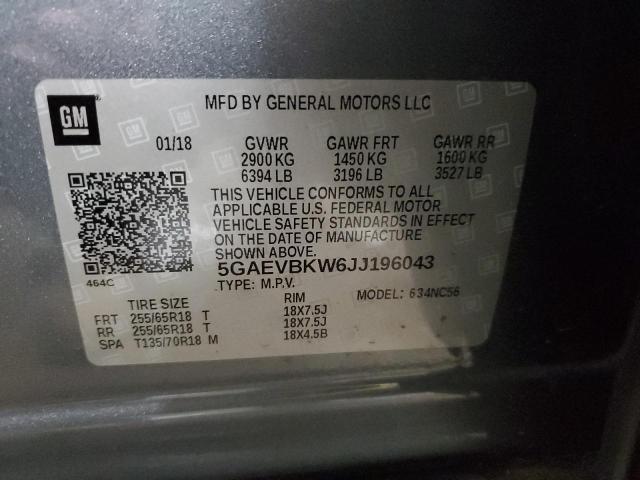 GM
MFD BY GENERAL MOTORS LLC
01/18 GVWR GAWR FRT GAWR RR
2900 KG 1450 KG 1600 KG
6394 LB 3196 LB 3527 LB
THIS VEHICLE CONFORMS TO ALL
APPLICABLE U.S. FEDERAL MOTOR
VEHICLE SAFETY STANDARDS IN EFFECT
ON THE DATE OF MANUFACTURE
SHOWN ABOVE.
5GAEVBKW6JJ196043
464C
TYPE: M.P.V. MODEL: 634NC56
TIRE SIZE RIM
FRT 255/65R18 T 18X7.5J
RR 255/65R18 T 18X7.5J
SPA T135/70R18 M 18X4.5B